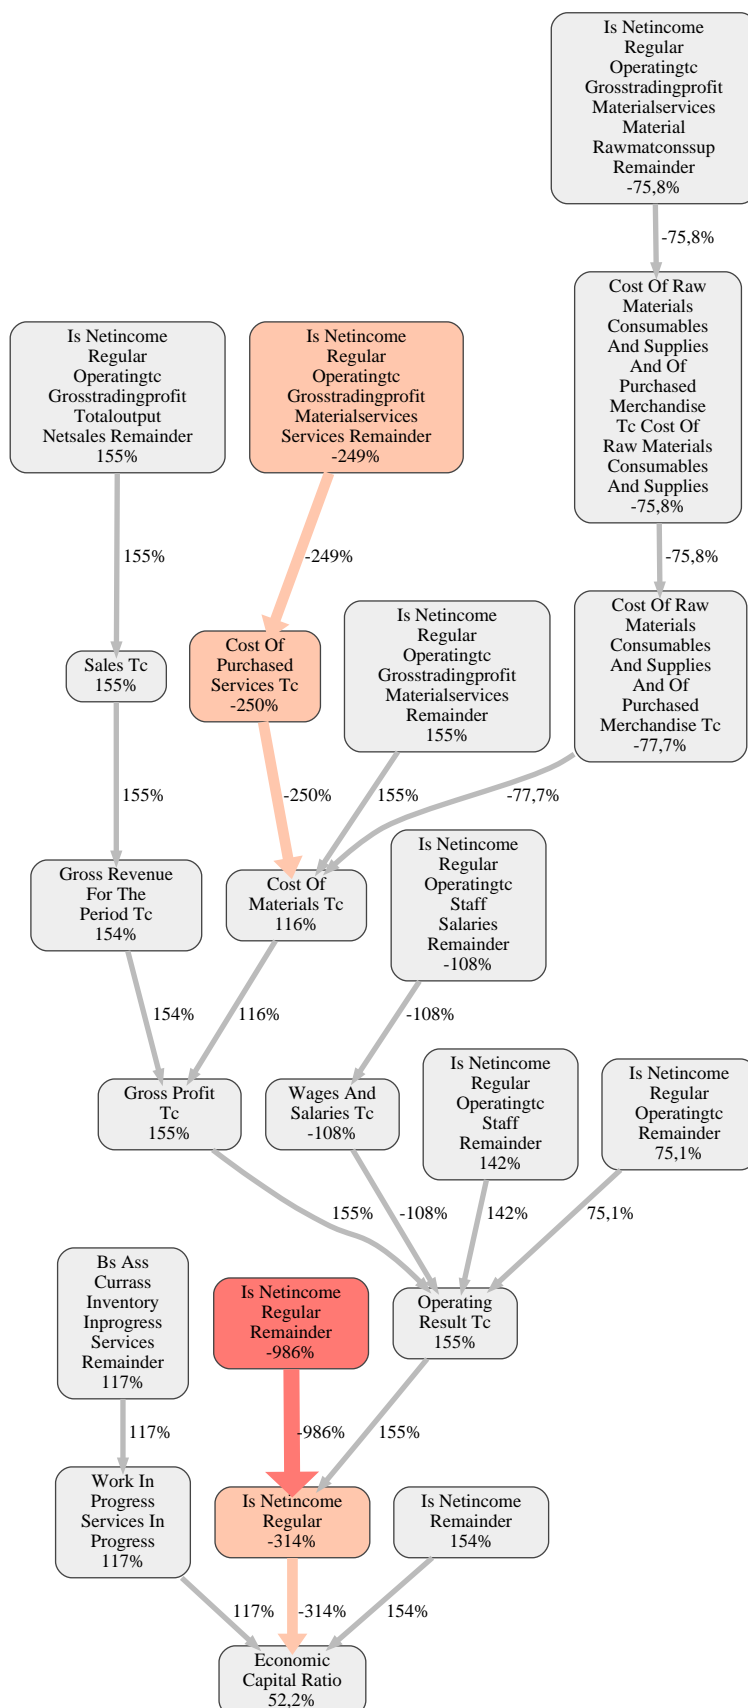 Is Netincome
Regular
Operatingtc
Grosstradingprofit
Materialservices
Material
Rawmatconssup
Remainder
-75,8%
-75,8%
Cost Of Raw
Materials
Consumables
And Supplies
And Of
Purchased
Merchandise
Tc Cost Of
Raw Materials
Consumables
And Supplies
-75,8%
Is Netincome
Regular
Operatingtc
Grosstradingprofit
Totaloutput
Netsales Remainder
155%
Is Netincome
Regular
Operatingtc
Grosstradingprofit
Materialservices
Services Remainder
-249%
155%
-249%
-75,8%
Sales Tc
155%
Cost Of
Purchased
Services Tc
-250%
Is Netincome
Regular
Operatingtc
Grosstradingprofit
Materialservices
Remainder
155%
Cost Of Raw
Materials
Consumables
And Supplies
And Of
Purchased
Merchandise Tc
-77,7%
155%
-250%
155%
-77,7%
Gross Revenue
For The
Period Tc
154%
Cost Of
Materials Tc
116%
Is Netincome
Regular
Operatingtc
Staff
Salaries
Remainder
-108%
154%
116%
-108%
Gross Profit
Tc
155%
Wages And
Salaries Tc
-108%
Is Netincome
Regular
Operatingtc
Staff
Remainder
142%
Is Netincome
Regular
Operatingtc
Remainder
75,1%
155%
-108%
142%
75,1%
Bs Ass
Currass
Inventory
Inprogress
Services
Remainder
117%
Is Netincome
Regular
Remainder
-986%
Operating
Result Tc
155%
117%
-986%
155%
Work In
Progress
Services In
Progress
117%
Is Netincome
Regular
-314%
Is Netincome
Remainder
154%
117%
-314%
154%
Economic
Capital Ratio
52,2%